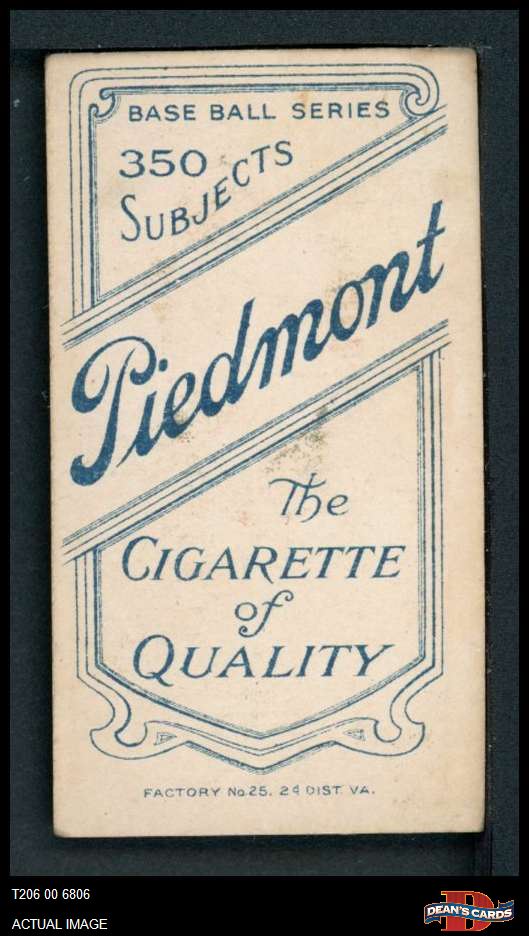 BASE BALL SERIES
350
SUBJECTS
Piedmont
The
CIGARETTE
of
QUALITY
FACTORY No. 25. 2d DIST. VA.
T206 00 6806
ACTUAL IMAGE
D
DEAN'S CARDS